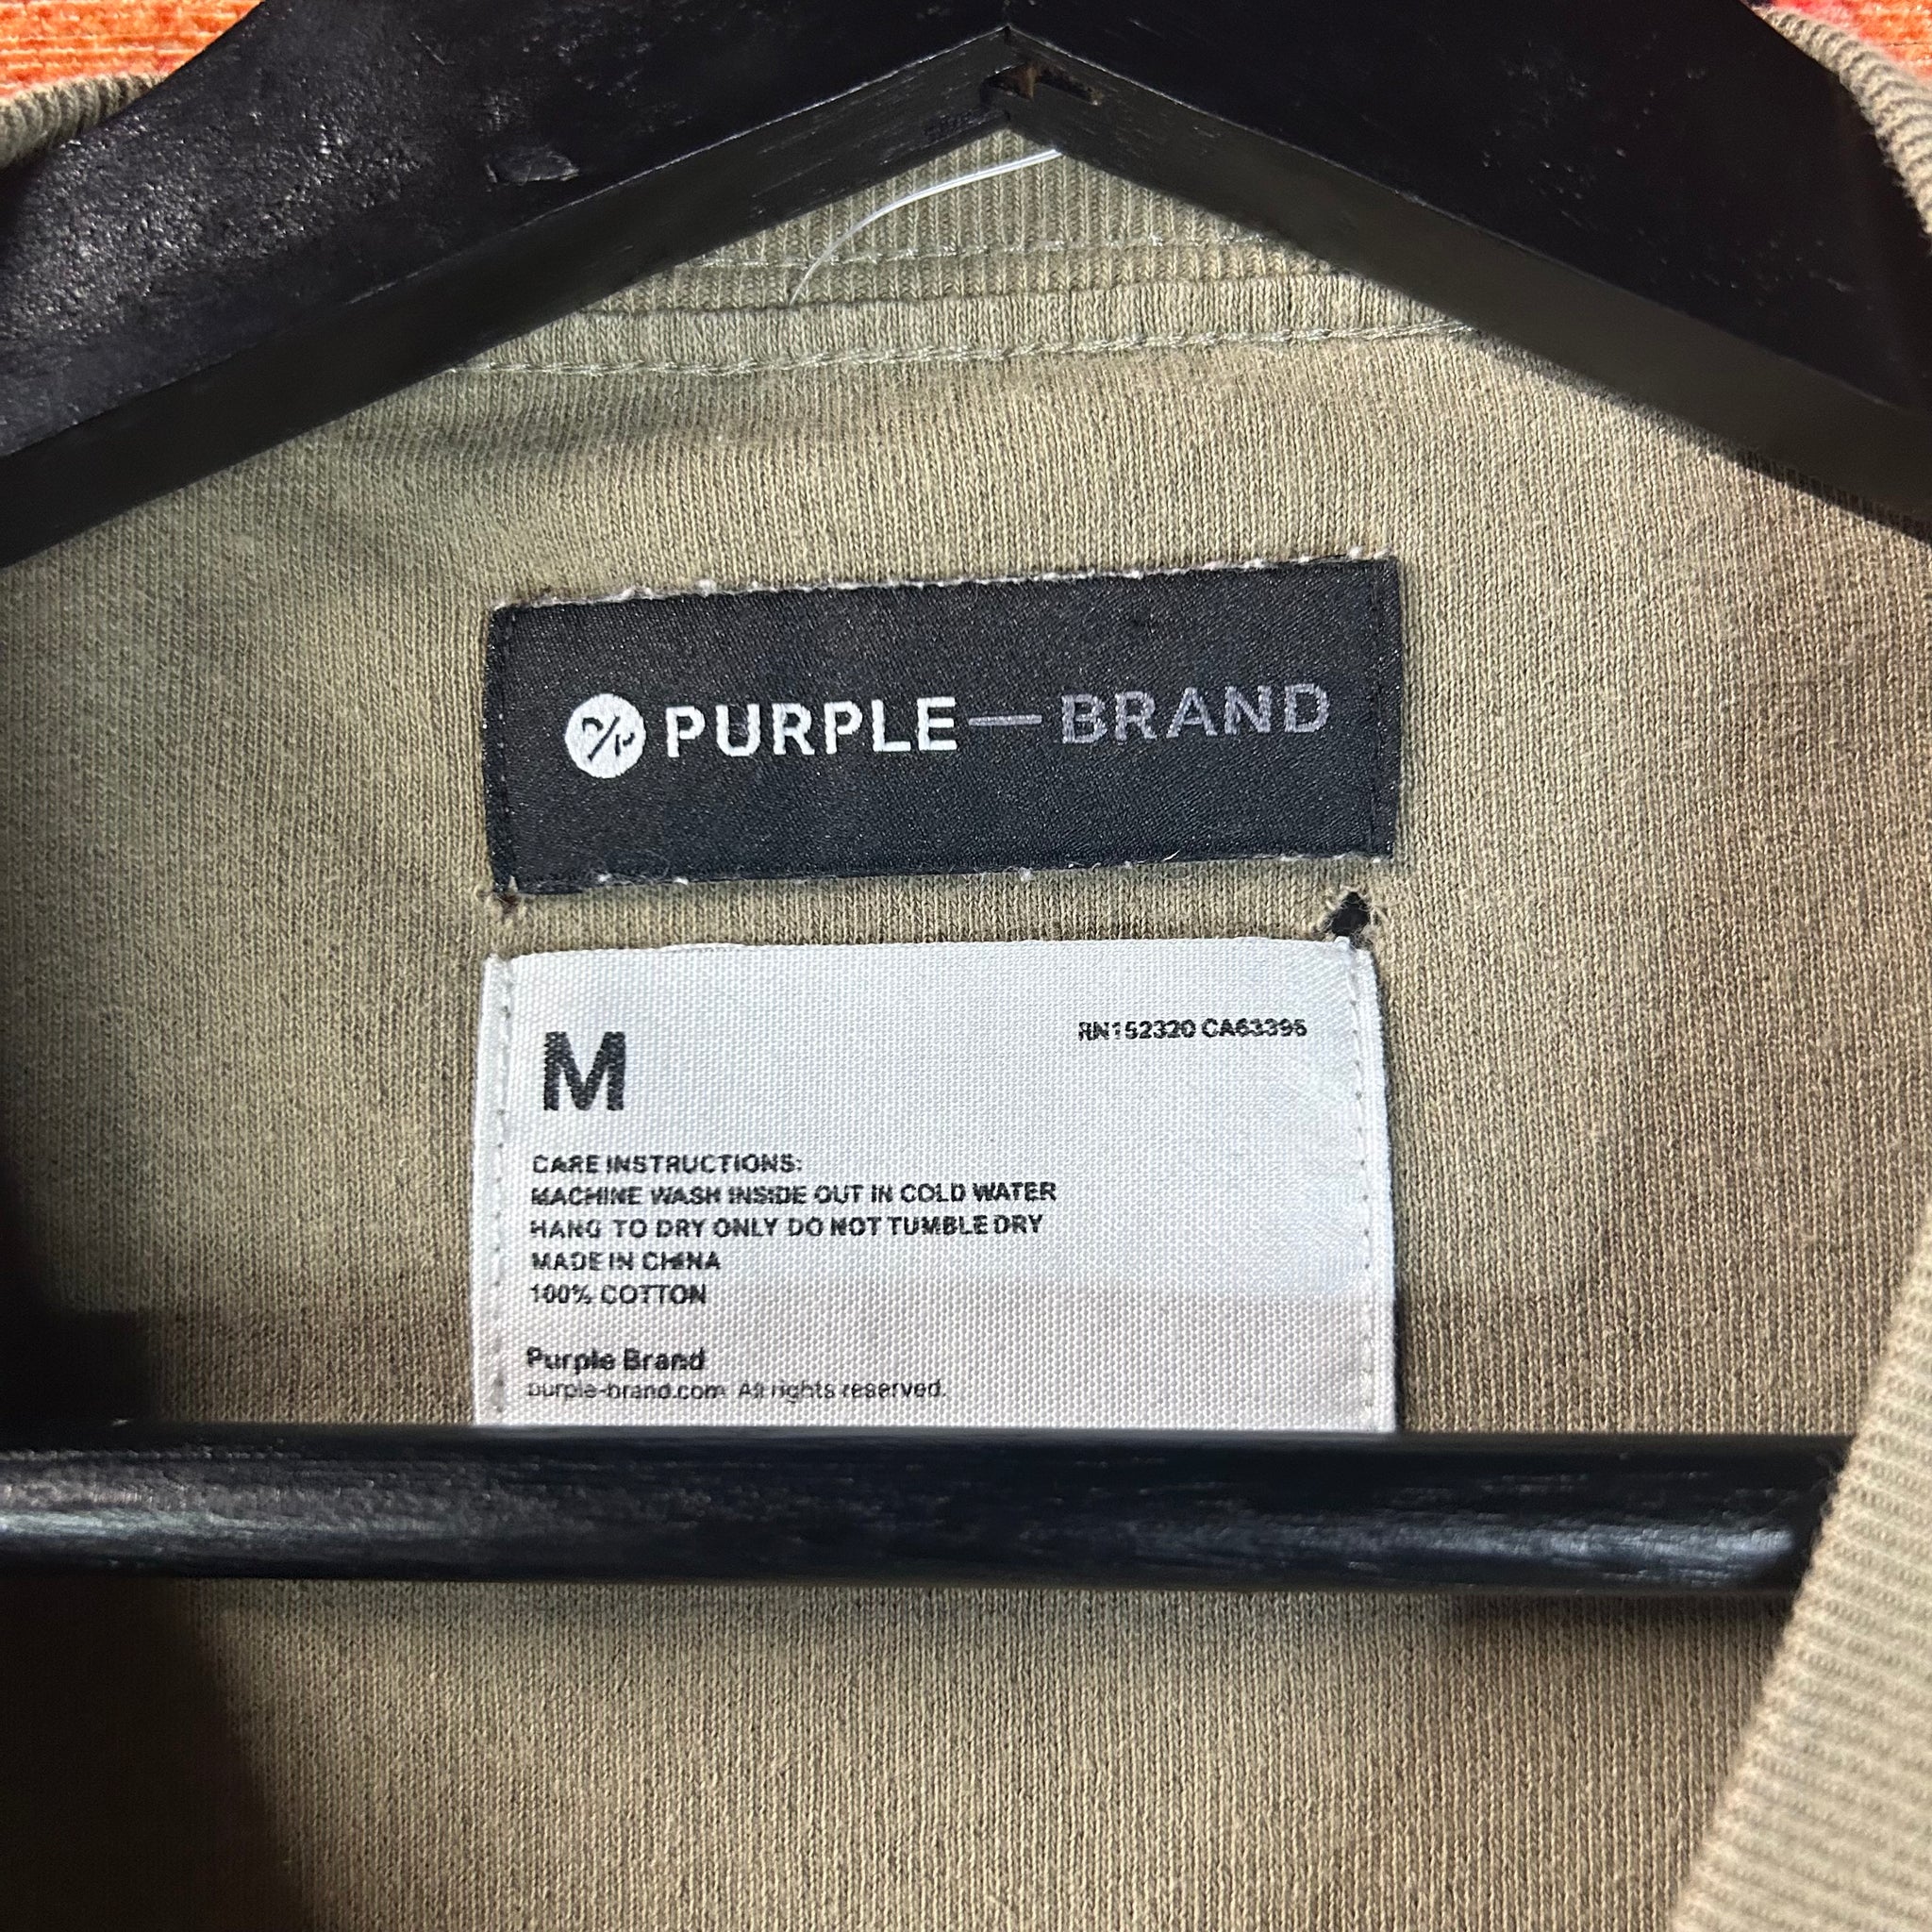 PURPLE—BRAND
M
RN152320 CA63395
CARE INSTRUCTIONS:
MACHINE WASH INSIDE OUT IN COLD WATER
HANG TO DRY ONLY DO NOT TUMBLE DRY
MADE IN CHINA
100% COTTON
Purple Brand
purple-brand.com All rights reserved.